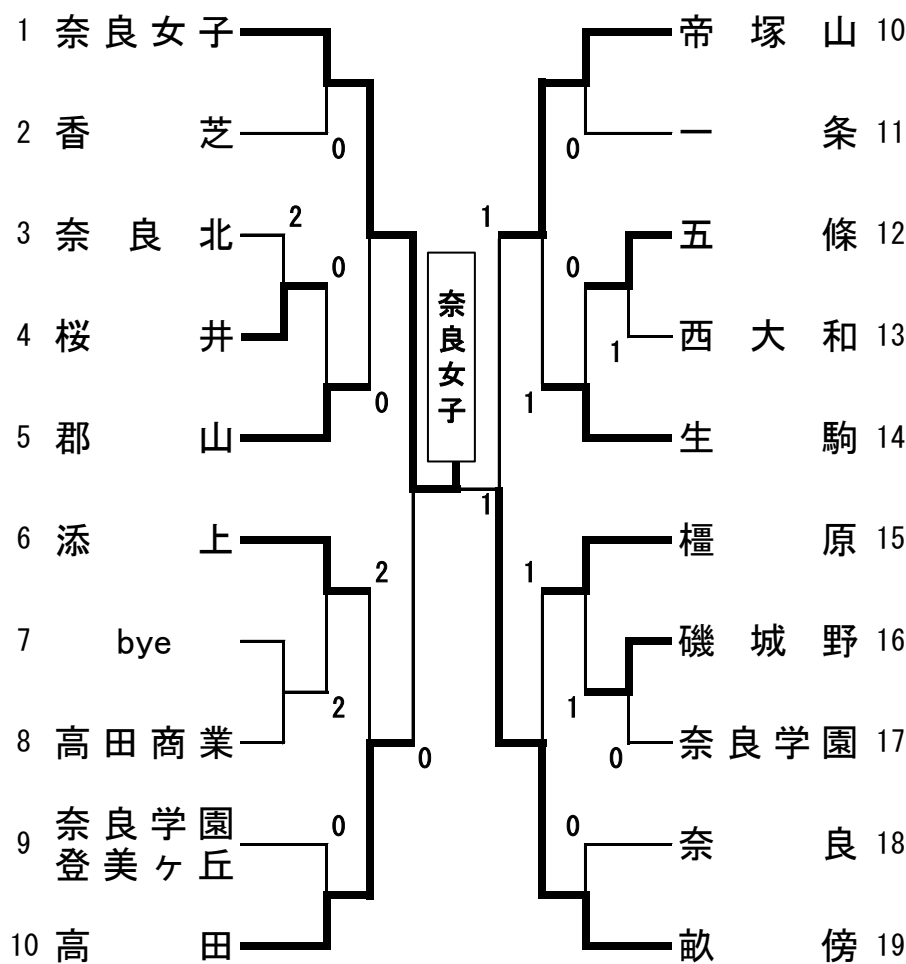 1 奈良女子
2 香芝
0
3 奈良北
2
0
4 桜井
0
5 郡山
6 添上
2
7 bye
2
8 高田商業
0
9 奈良学園
登美ヶ丘
0
10 高田
奈良女子
1
1
帝塚山 10
0
一条 11
五條 12
0
西大和 13
1
1
生駒 14
橿原 15
1
磯城野 16
1
奈良学園 17
0
奈良 18
0
畝傍 19